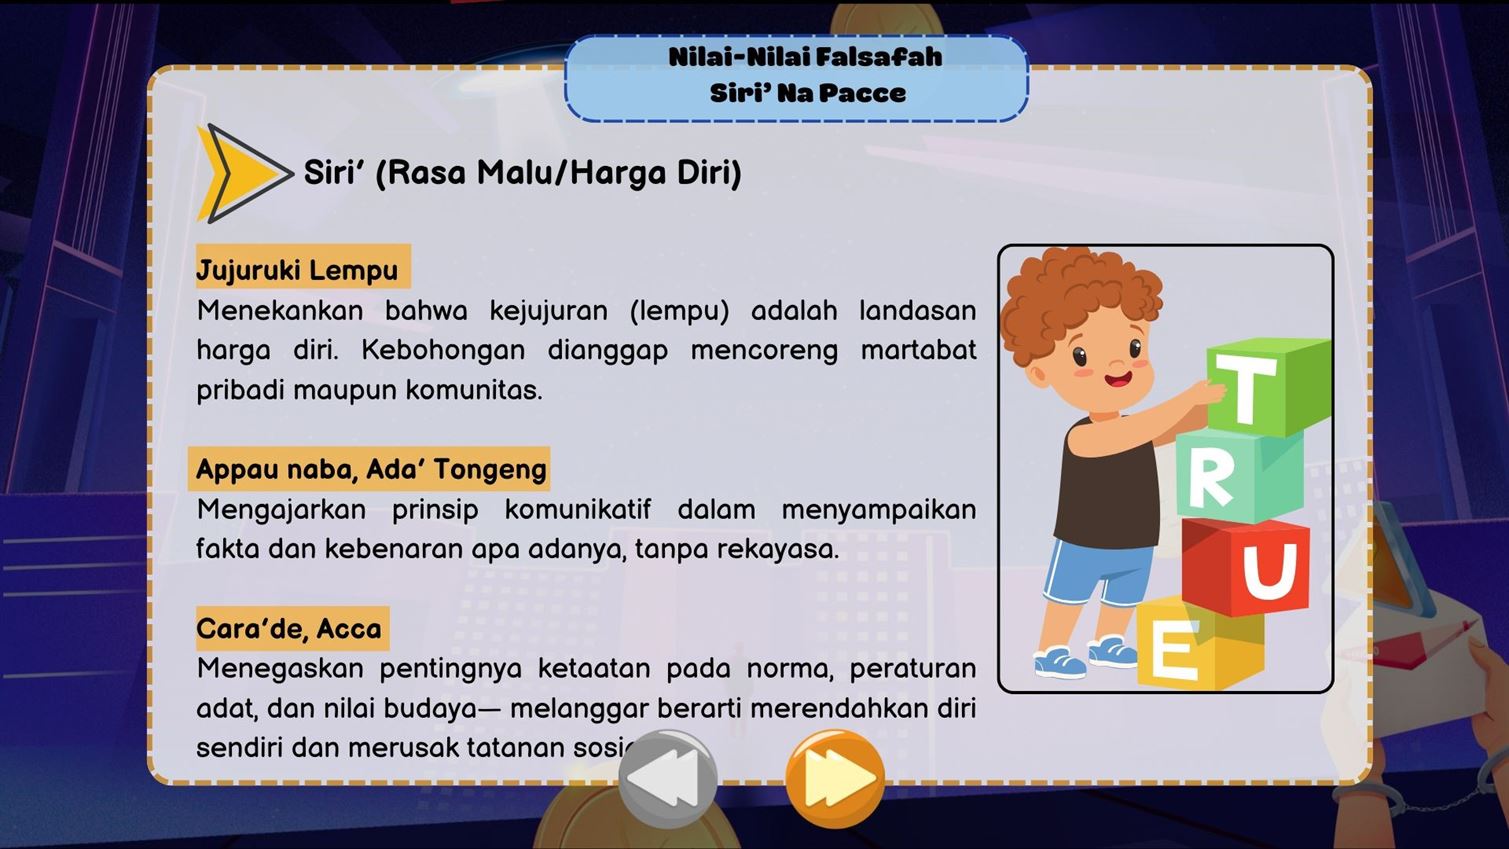 Nilai-Nilai Falsafah
Siri’ Na Pacce
Siri’ (Rasa Malu/Harga Diri)
Jujuruki Lempu
Menekankan bahwa kejujuran (lempu) adalah landasan
harga diri. Kebohongan dianggap mencoreng martabat
pribadi maupun komunitas.
Appau naba, Ada’ Tongeng
Mengajarkan prinsip komunikatif dalam menyampaikan
fakta dan kebenaran apa adanya, tanpa rekayasa.
Cara’de, Acca
Menegaskan pentingnya ketaatan pada norma, peraturan
adat, dan nilai budaya— melanggar berarti merendahkan diri
sendiri dan merusak tatanan
T
R
U
E